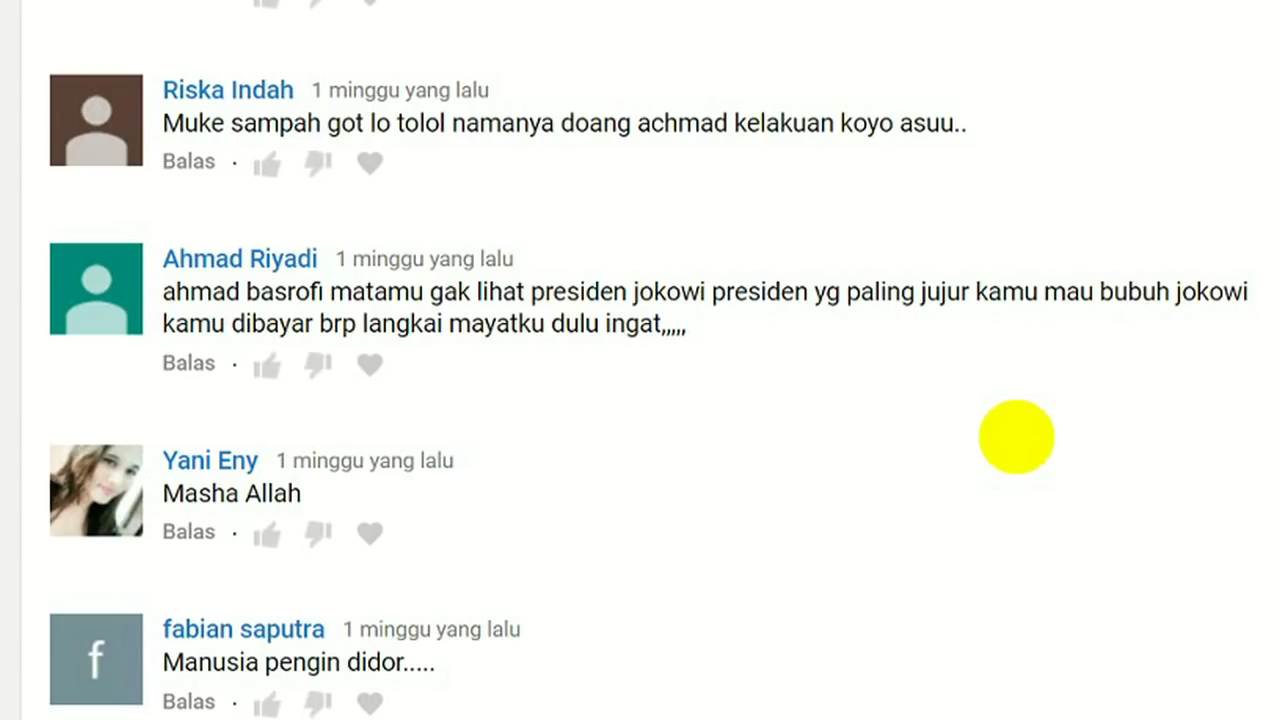 Riska Indah 1 minggu yang lalu
Muke sampah got lo tolol namanya doang achmad kelakuan koyo asuu..
Balas ·
Ahmad Riyadi 1 minggu yang lalu
ahmad basrofi matamu gak lihat presiden jokowi presiden yg paling jujur kamu mau bubuh jokowi
kamu dibayar brp langkai mayatku dulu ingat,,,,,
Balas ·
Yani Eny 1 minggu yang lalu
Masha Allah
Balas ·
f
fabian saputra 1 minggu yang lalu
Manusia pengin didor.....
Balas ·